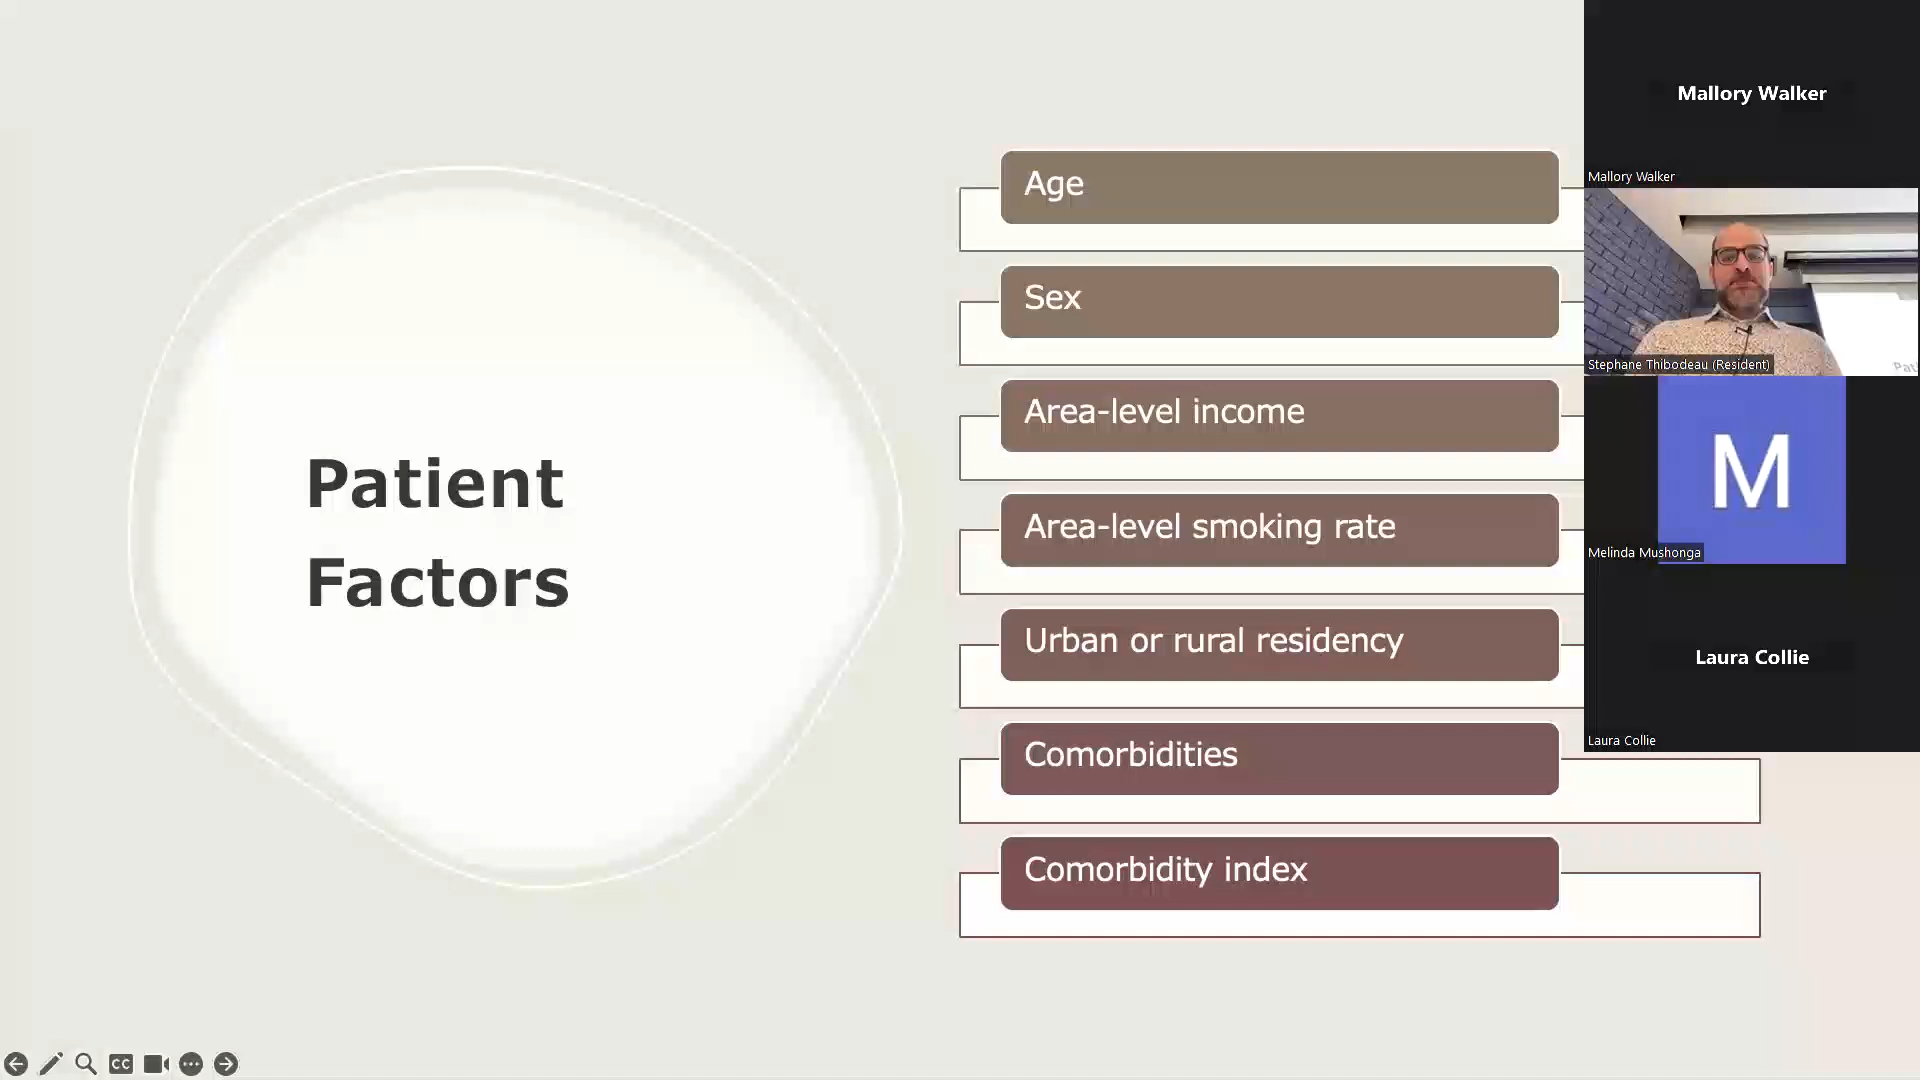 Patient
Factors
Age
Sex
Area-level income
Area-level smoking rate
Urban or rural residency
Comorbidities
Comorbidity index
Mallory Walker
Mallory Walker
Stephane Thibodeau (Resident)
M
Melinda Mushonga
Laura Collie
Laura Collie
CC